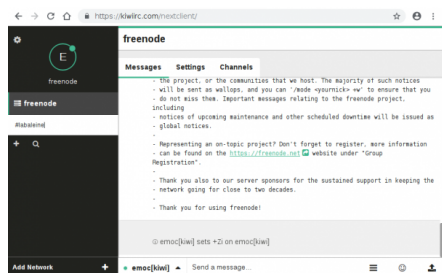 https://kiwiirc.com/nextclient/
E
freenode
freenode
#labaleine
Add Network +
freenode
Messages Settings Channels
- the project, or the communities that we host. The majority of such notices
- will be sent as wallops, and you can '/mode <yournick> +w' to ensure that you
- do not miss them. Important messages relating to the freenode project,
including
- notices of upcoming maintenance and other scheduled downtime will be issued as
- global notices.
-
- Representing an on-topic project? Don't forget to register, more information
- can be found on the https://freenode.net website under "Group
Registration".
-
- Thank you also to our server sponsors for the sustained support in keeping the
- network going for close to two decades.
-
- Thank you for using freenode!
emoc[kiwi] sets +Zi on emoc[kiwi]
emoc[kiwi] Send a message...